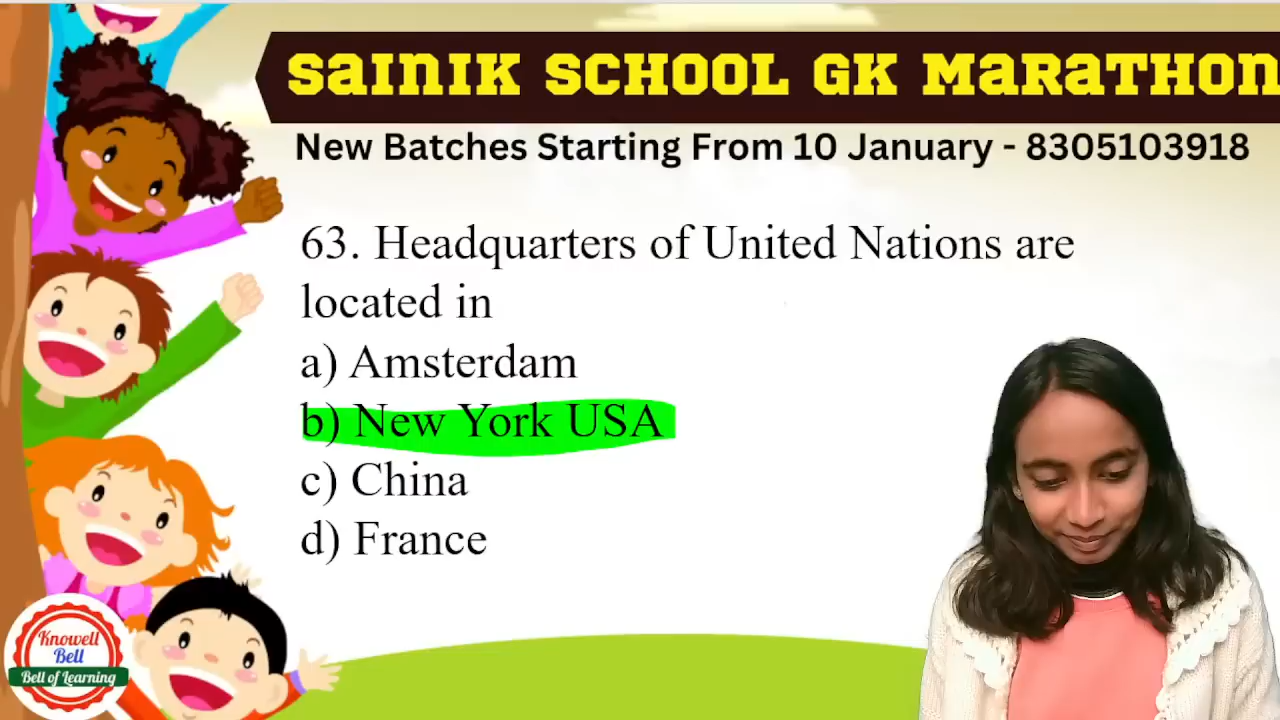 SAINIK SCHOOL GK MARATHON
New Batches Starting From 10 January - 8305103918
63. Headquarters of United Nations are
located in
a) Amsterdam
b) New York USA
c) China
d) France
Knowell
Bell
Bell of Learning